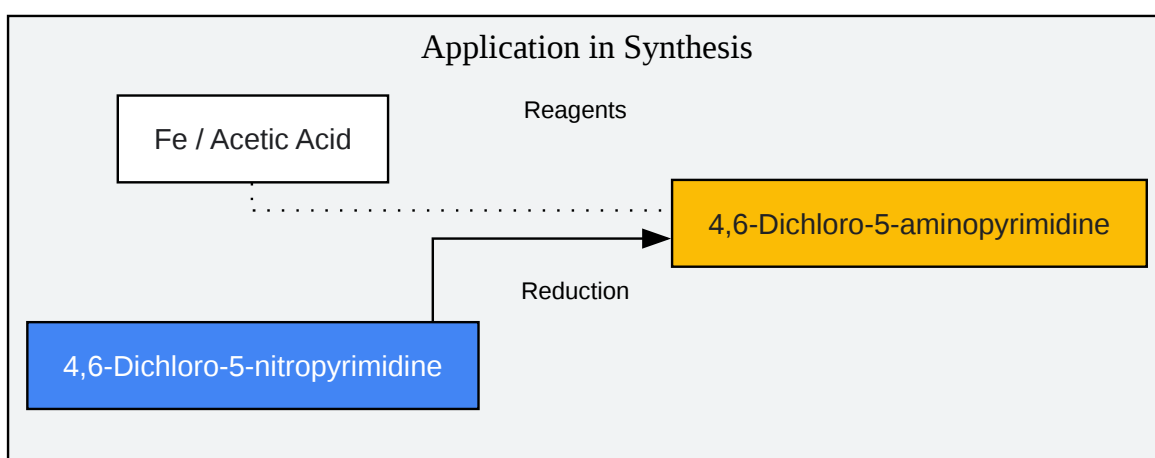 Application in Synthesis
Reagents
Fe / Acetic Acid
4,6-Dichloro-5-aminopyrimidine
Reduction
4,6-Dichloro-5-nitropyrimidine